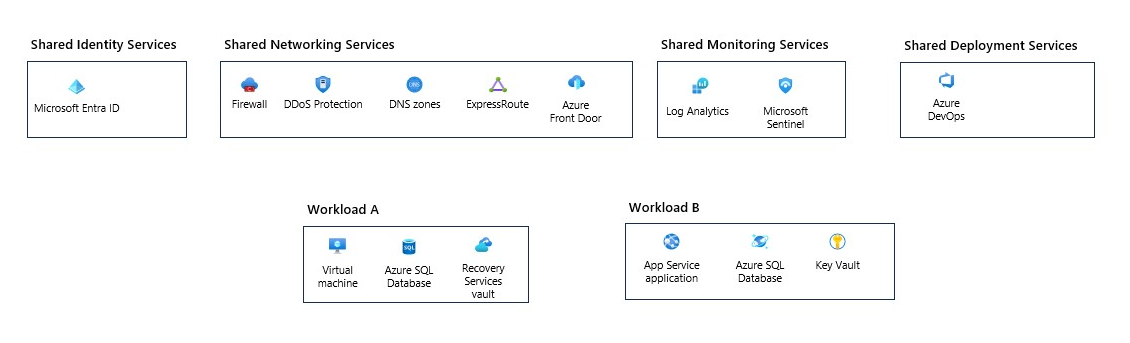 Shared Identity Services
Microsoft Entra ID
Shared Networking Services
Firewall
DDoS Protection
DNS
DNS zones
ExpressRoute
Azure
Front Door
Shared Monitoring Services
Log Analytics
Microsoft
Sentinel
Shared Deployment Services
Azure
DevOps
Workload A
Virtual
machine
SQL
Azure SQL
Database
Recovery
Services
vault
Workload B
App Service
application
Azure SQL
Database
Key Vault